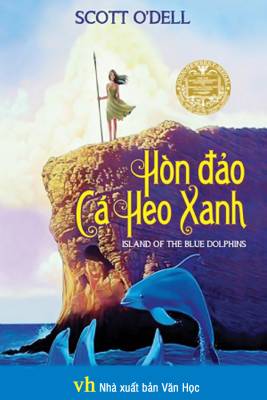 SCOTT O'DELL
Hòn đảo
Cá Heo Xanh
ISLAND OF THE BLUE DOLPHINS
vh Nhà xuất bản Văn Học